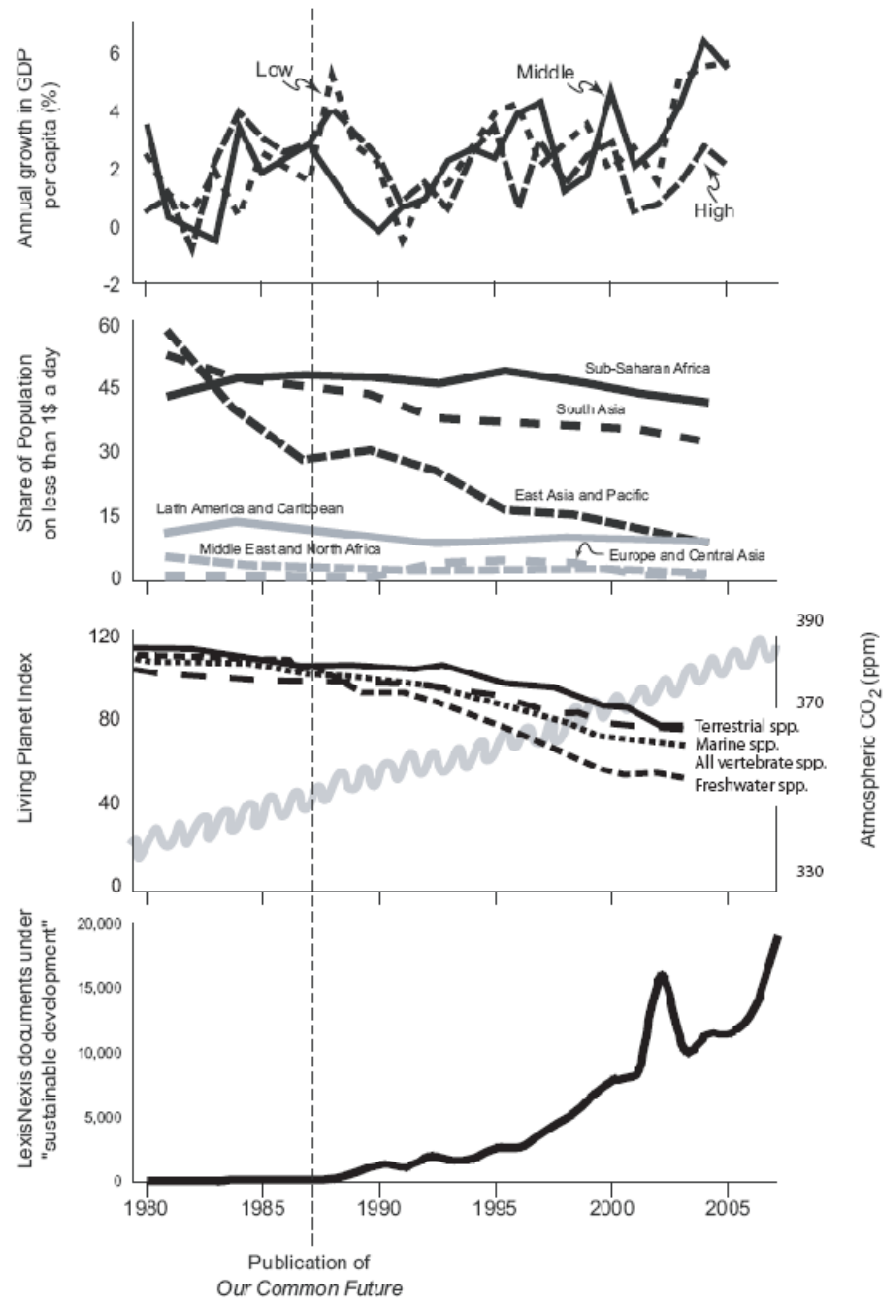 Annual growth in GDP
per capita (%)
6
4
2
0
-2
Low
Middle
High
Share of Population
on less than 1$ a day
60
45
30
15
0
Sub-Saharan Africa
South Asia
East Asia and Pacific
Latin America and Caribbean
Middle East and North Africa
Europe and Central Asia
Living Planet Index
120
80
40
0
390
370
330
Atmospheric CO2 (ppm)
Terrestrial spp.
Marine spp.
All vertebrate spp.
Freshwater spp.
LexisNexis documents under
"sustainable development"
20,000
15,000
10,000
5,000
0
1980 1985 1990 1995 2000 2005
Publication of
Our Common Future